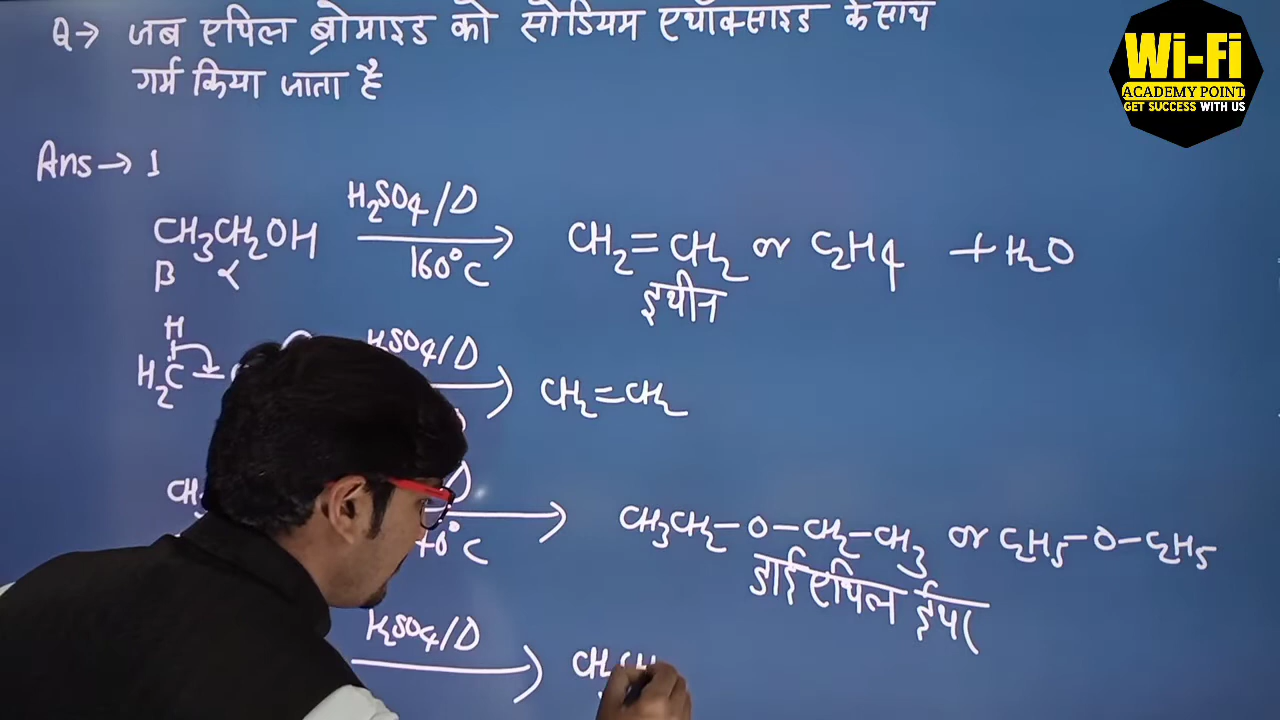 Q→ जब एथिल ब्रोमाइड को सोडियम एथॉक्साइड के साथ
गर्म किया जाता है
Wi-Fi
ACADEMY POINT
GET SUCCESS WITH US
Ans→ 1
H2SO4/Δ
CH3CH2OH → CH2=CH2 or C2H4 + H2O
160°C
β α
इथीन
H
H2SO4/Δ
H2C– → CH2=CH2
CH3CH2–O–CH2–CH3 or C2H5–O–C2H5
डाई एथिल ईथर
H2SO4/Δ
→ CH3CH